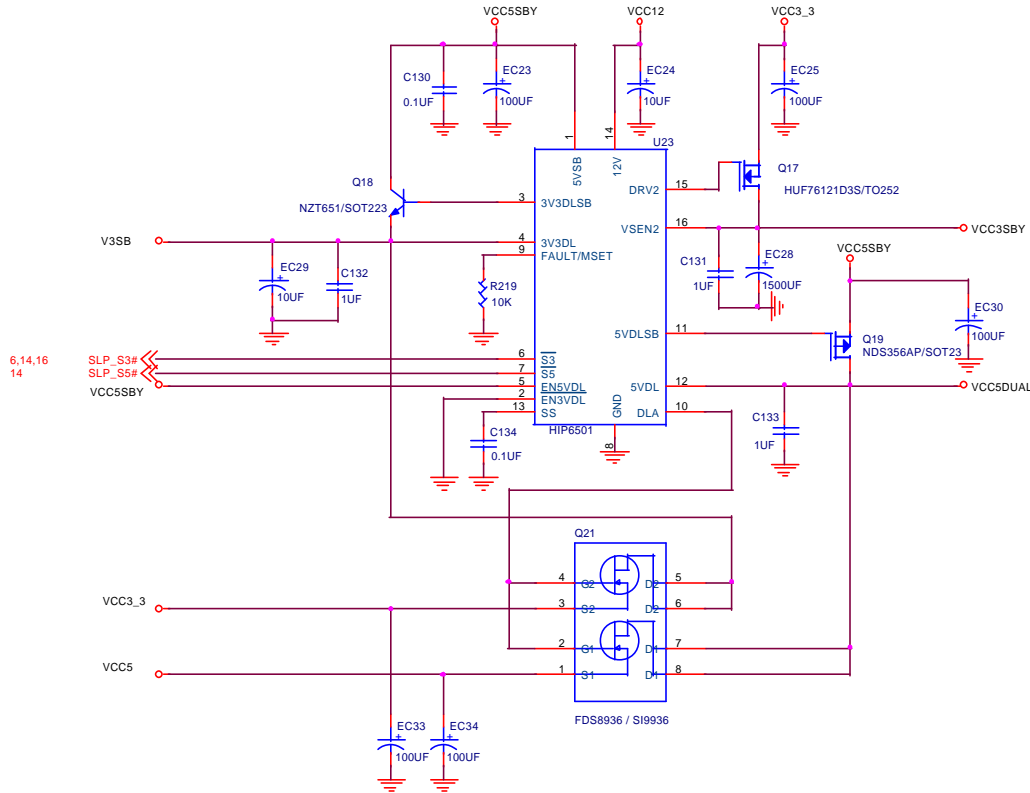 VCC5SBY
VCC12
VCC3_3
EC23
100UF
C130
0.1UF
EC24
10UF
EC25
100UF
U23
1
14
5VSB
12V
Q17
HUF76121D3S/TO252
DRV2
15
Q18
NZT651/SOT223
3
3V3DLSB
VSEN2
16
VCC3SBY
V3SB
4
3V3DL
9
FAULT/MSET
VCC5SBY
EC29
10UF
C132
1UF
R219
10K
C131
1UF
EC28
1500UF
EC30
100UF
5VDLSB
11
Q19
NDS356AP/SOT23
6,14,16
SLP_S3#
6
S3
14
SLP_S5#
7
S5
VCC5SBY
5
EN5VDL
5VDL
12
VCC5DUAL
2
EN3VDL
13
SS
GND
DLA
10
HIP6501
8
C134
0.1UF
C133
1UF
Q21
4
G2
D2
5
VCC3_3
3
S2
D2
6
2
G1
D1
7
VCC5
1
S1
D1
8
FDS8936 / SI9936
EC33
100UF
EC34
100UF